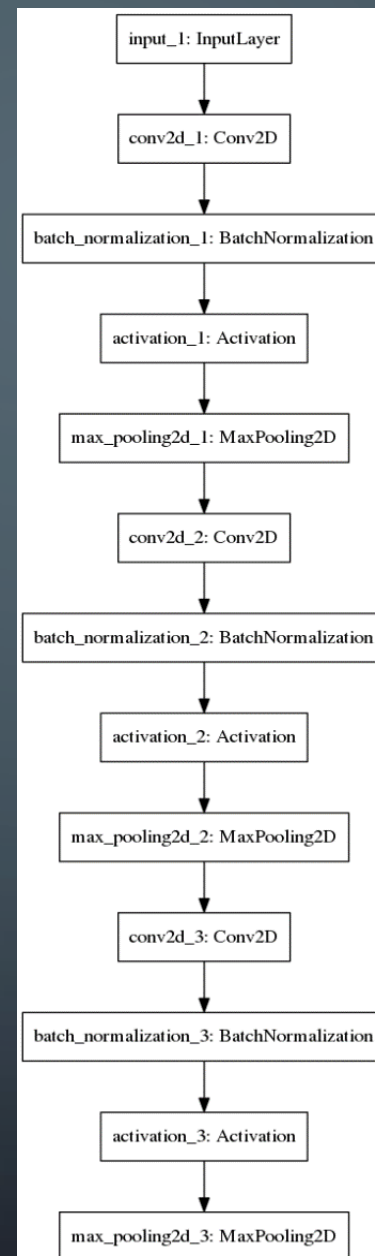 input_1: InputLayer
conv2d_1: Conv2D
batch_normalization_1: BatchNormalization
activation_1: Activation
max_pooling2d_1: MaxPooling2D
conv2d_2: Conv2D
batch_normalization_2: BatchNormalization
activation_2: Activation
max_pooling2d_2: MaxPooling2D
conv2d_3: Conv2D
batch_normalization_3: BatchNormalization
activation_3: Activation
max_pooling2d_3: MaxPooling2D